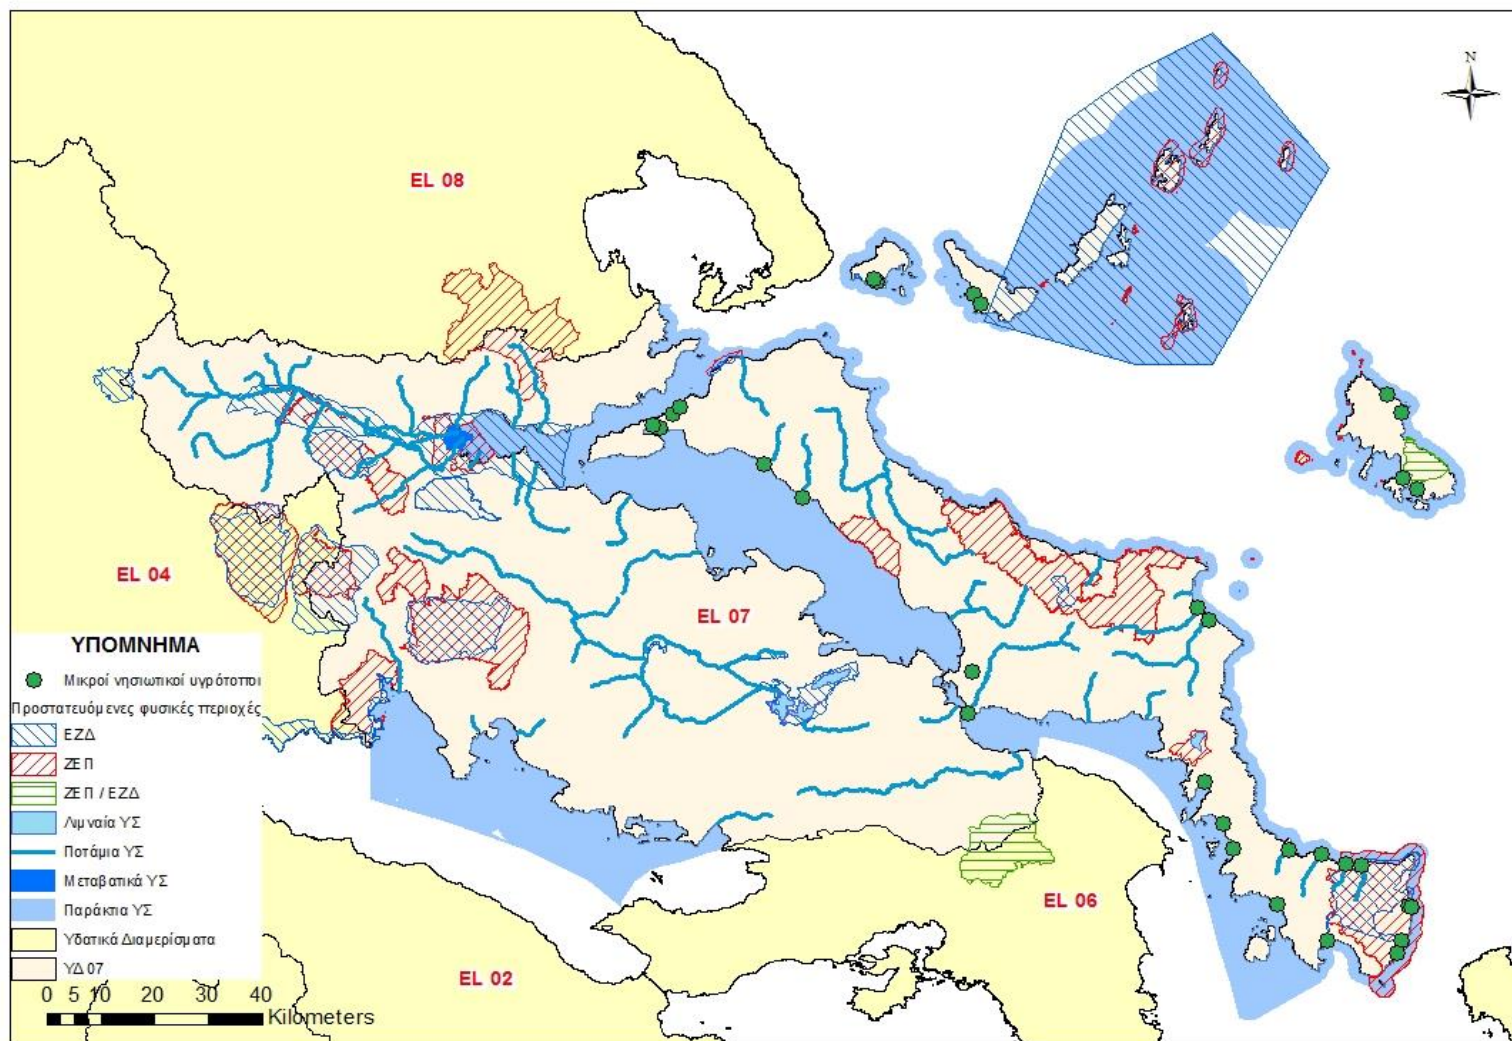 N
EL 08
EL 04
EL 07
ΥΠΟΜΝΗΜΑ
Μικροί νησιωτικοί υγρότοποι
Προστατευόμενες φυσικές περιοχές
ΕΖΔ
ΖΕΠ
ΖΕΠ / ΕΖΔ
Λιμναία ΥΣ
Ποτάμια ΥΣ
Μεταβατικά ΥΣ
Παράκτια ΥΣ
Υδατικά Διαμερίσματα
ΥΔ 07
EL 06
EL 02
0 5 10 20 30 40
Kilometers